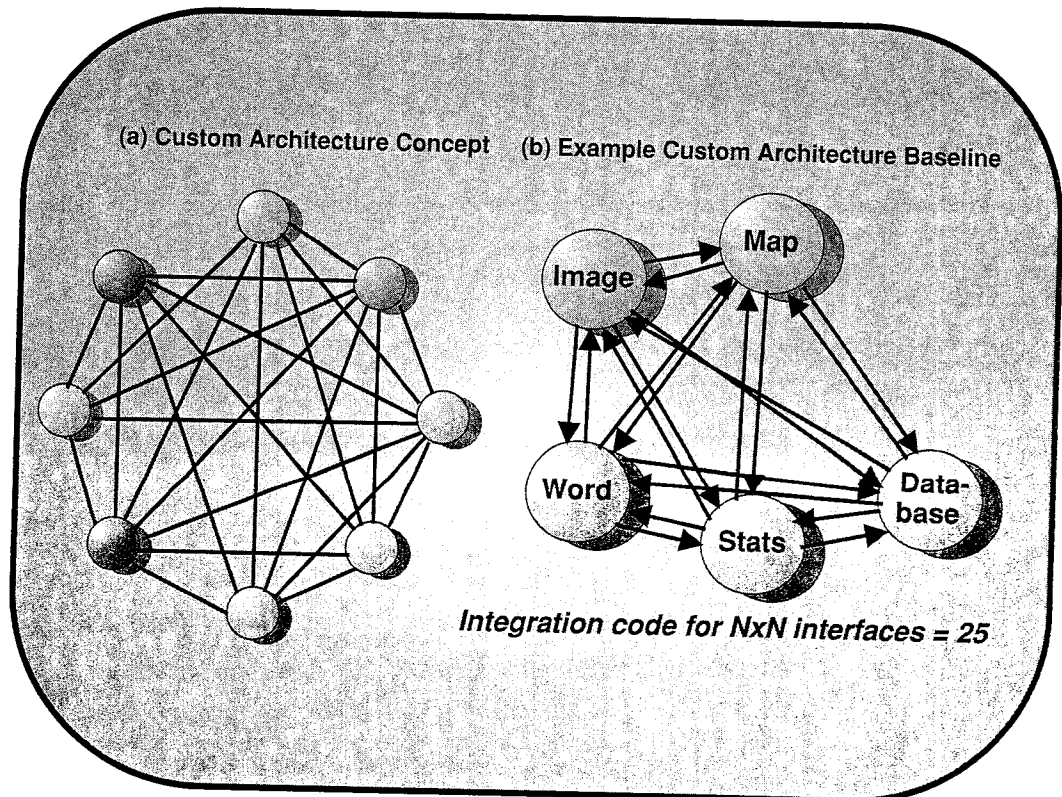 (a) Custom Architecture Concept
(b) Example Custom Architecture Baseline
Image
Map
Word
Stats
Data-
base
Integration code for NxN interfaces = 25